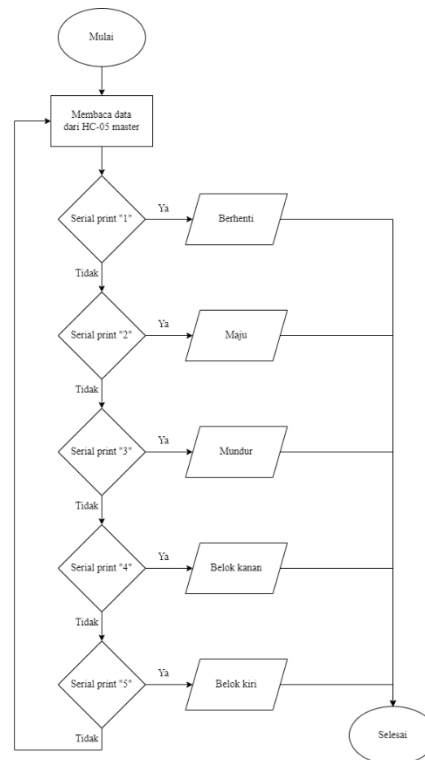 Mulai
Membaca data
dari HC-05 master
Serial print "1"
Ya
Berhenti
Tidak
Serial print "2"
Ya
Maju
Tidak
Serial print "3"
Ya
Mundur
Tidak
Serial print "4"
Ya
Belok kanan
Tidak
Serial print "5"
Ya
Belok kiri
Tidak
Selesai